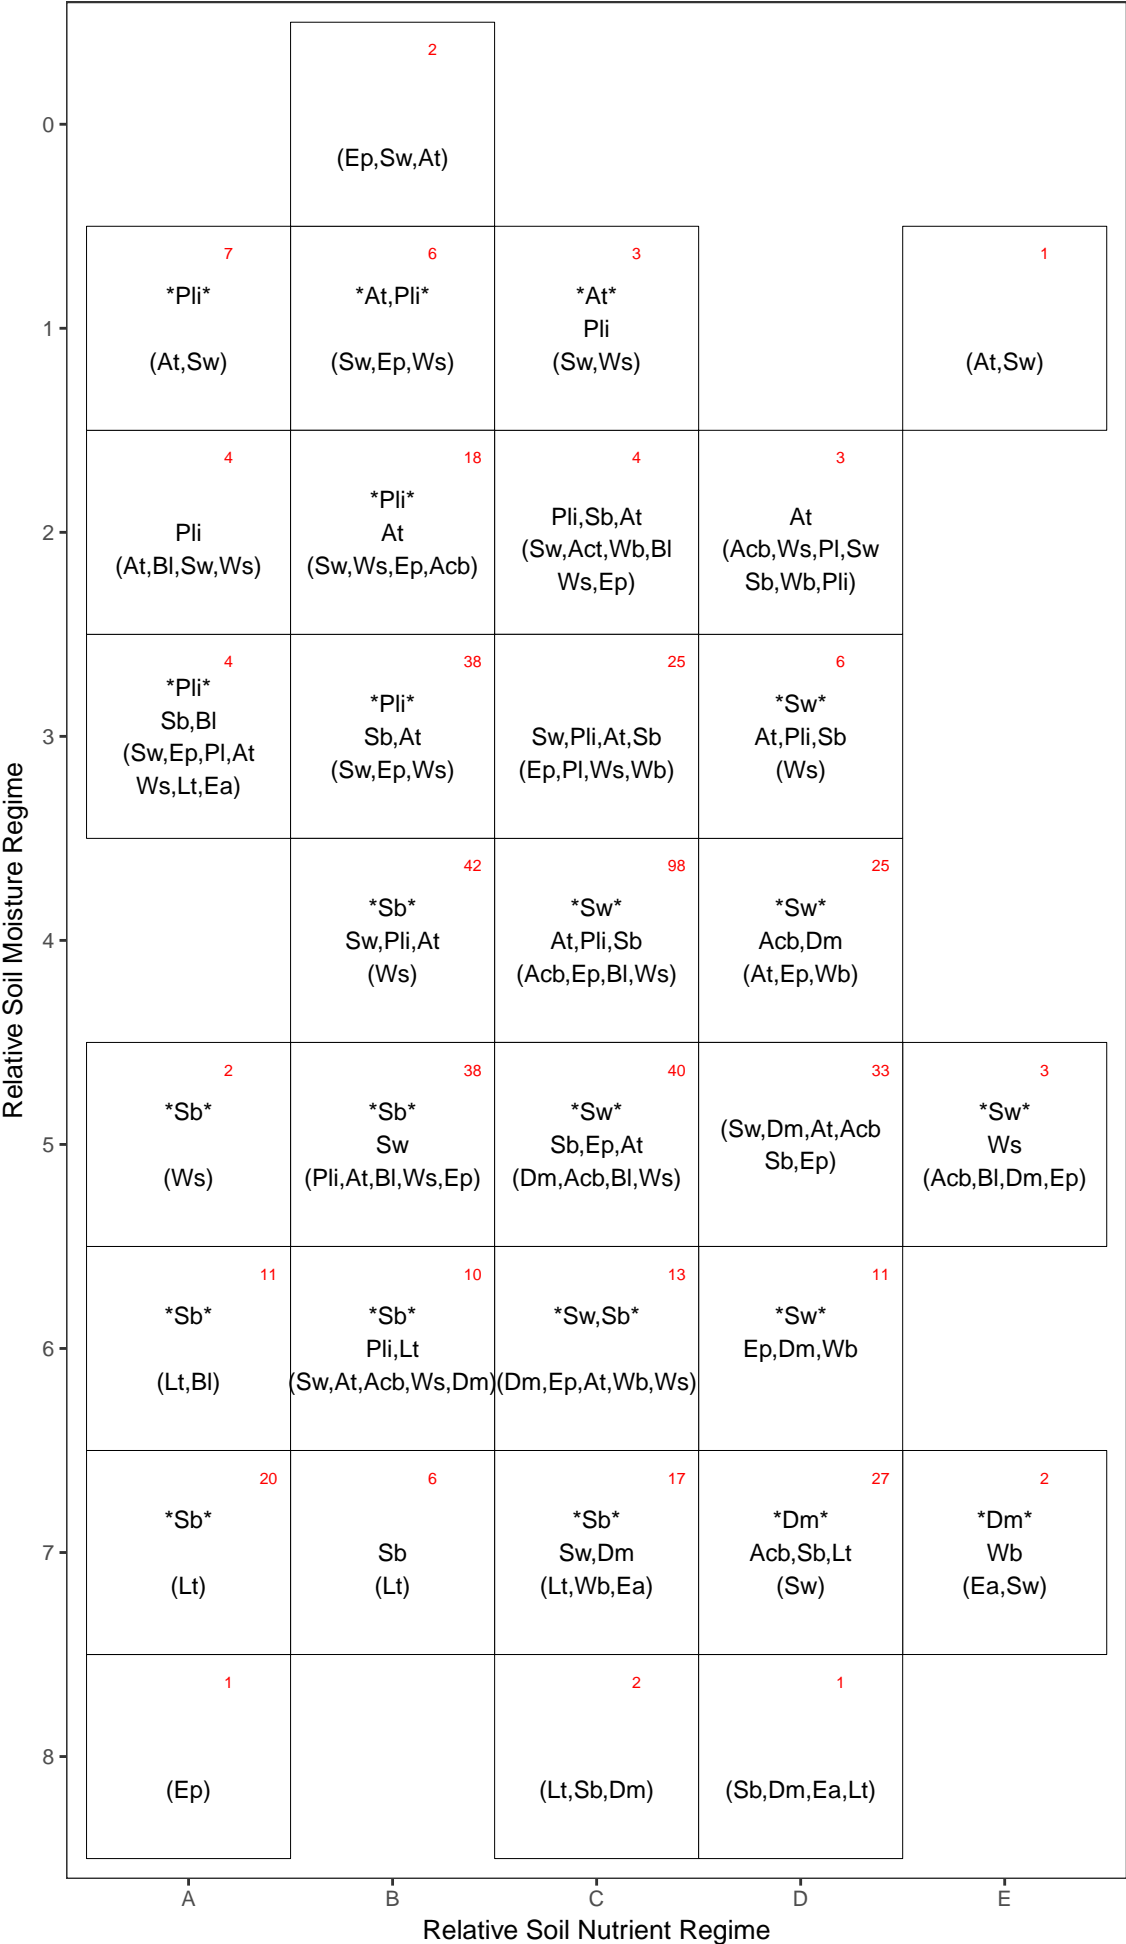 2
0
(Ep,Sw,At)
7
6
3
1
*Pli*
*At,Pli*
*At*
1
Pli
(At,Sw)
(Sw,Ep,Ws)
(Sw,Ws)
(At,Sw)
4
18
4
3
*Pli*
2
Pli
At
Pli,Sb,At
At
(At,Bl,Sw,Ws)
(Sw,Ws,Ep,Acb)
(Sw,Act,Wb,Bl
Ws,Ep)
(Acb,Ws,Pl,Sw
Sb,Wb,Pli)
4
38
25
6
*Pli*
*Pli*
*Sw*
3
Sb,Bl
Sb,At
Sw,Pli,At,Sb
At,Pli,Sb
(Sw,Ep,Pl,At
Ws,Lt,Ea)
(Sw,Ep,Ws)
(Ep,Pl,Ws,Wb)
(Ws)
42
98
25
*Sb*
*Sw*
*Sw*
4
Sw,Pli,At
At,Pli,Sb
Acb,Dm
(Ws)
(Acb,Ep,Bl,Ws)
(At,Ep,Wb)
2
38
40
33
3
*Sb*
*Sb*
*Sw*
*Sw*
5
Sw
Sb,Ep,At
Ws
(Ws)
(Pli,At,Bl,Ws,Ep)
(Dm,Acb,Bl,Ws)
(Sw,Dm,At,Acb
Sb,Ep)
(Acb,Bl,Dm,Ep)
11
10
13
11
*Sb*
*Sb*
*Sw,Sb*
*Sw*
6
Pli,Lt
Ep,Dm,Wb
(Lt,Bl)
(Sw,At,Acb,Ws,Dm)
(Dm,Ep,At,Wb,Ws)
20
6
17
27
2
*Sb*
*Sb*
*Dm*
*Dm*
7
Sb
Sw,Dm
Acb,Sb,Lt
Wb
(Lt)
(Lt)
(Lt,Wb,Ea)
(Sw)
(Ea,Sw)
1
2
1
8
(Ep)
(Lt,Sb,Dm)
(Sb,Dm,Ea,Lt)
A
B
C
D
E
Relative Soil Nutrient Regime
Relative Soil Moisture Regime